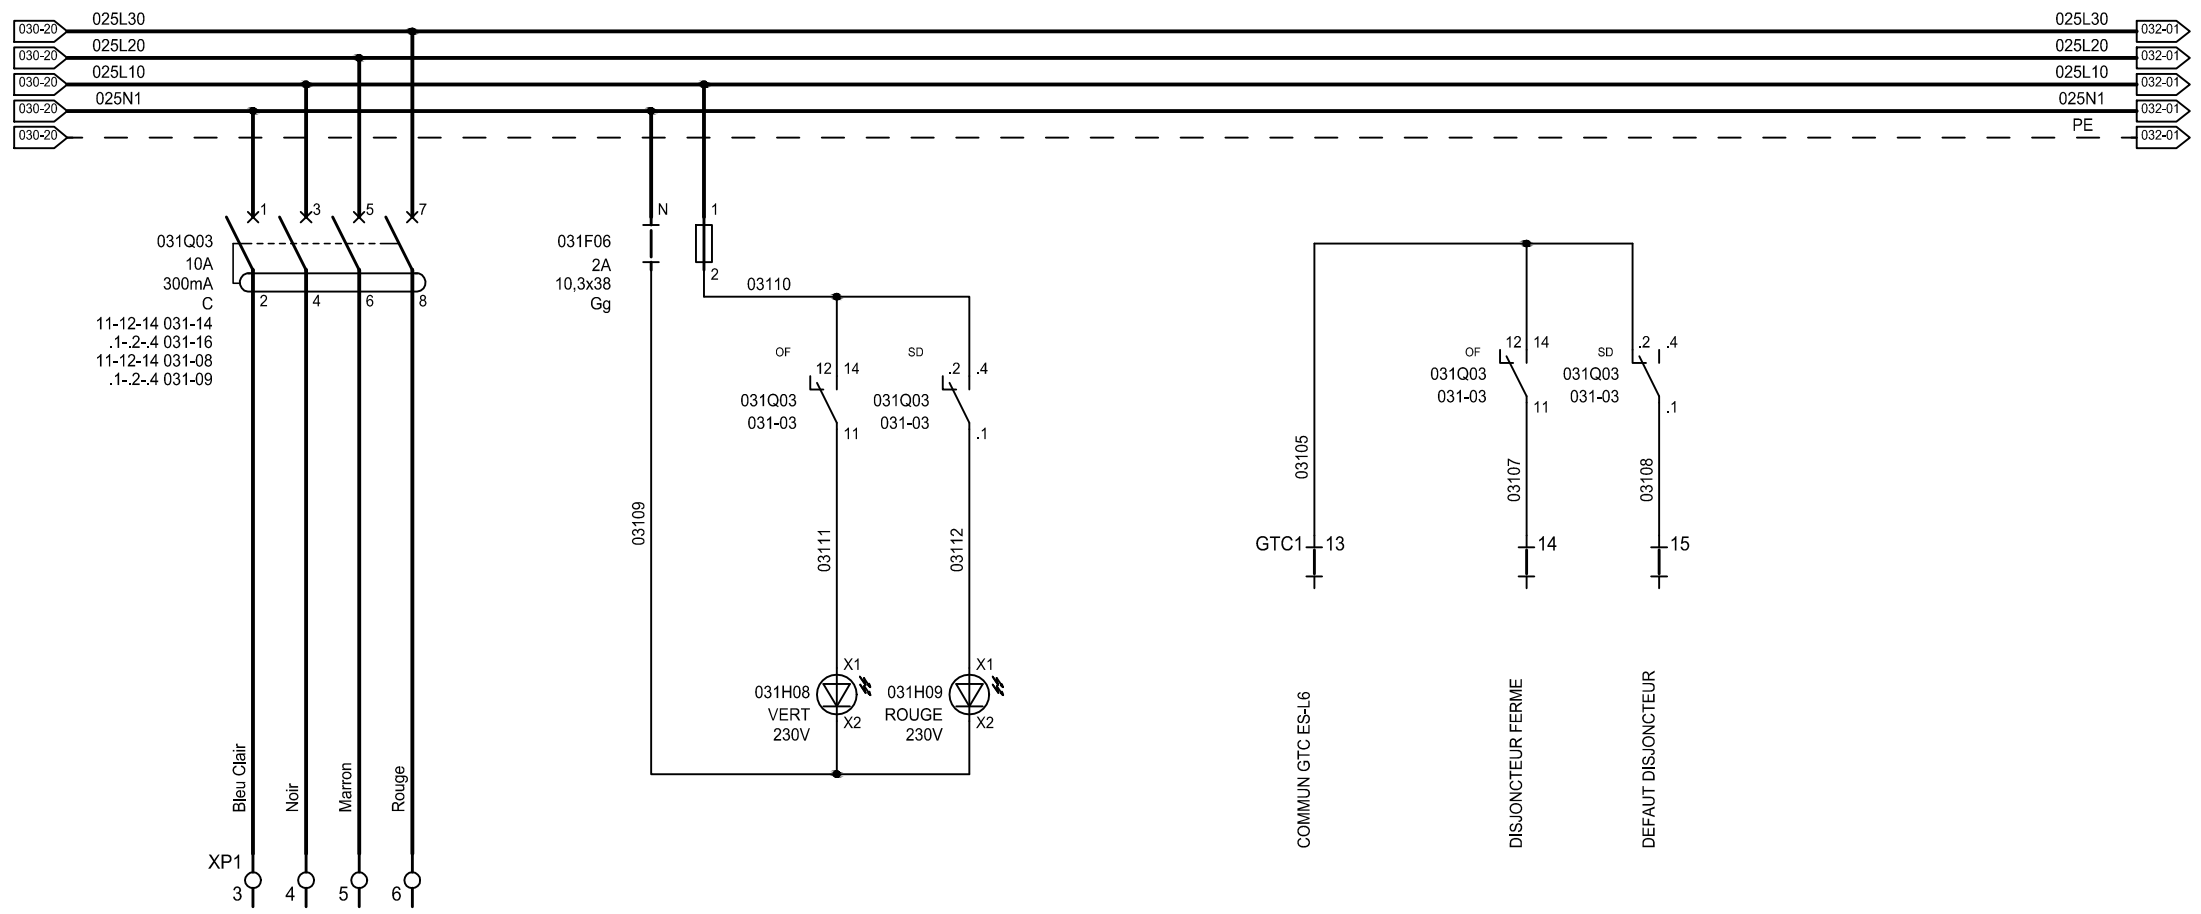 030-20 025L30 025L30 032-01
030-20 025L20 025L20 032-01
030-20 025L10 025L10 032-01
030-20 025N1 025N1 032-01
030-20 PE 032-01
1 3 5 7
031Q03
10A
300mA
C
2 4 6 8
11-12-14 031-14
.1-.2-.4 031-16
11-12-14 031-08
.1-.2-.4 031-09
Bleu Clair
Noir
Marron
Rouge
XP1
3 4 5 6
N 1
031F06
2A
10,3x38
Gg
2
03110
03109
OF
12 14
031Q03
031-03
11
03111
SD
.2 .4
031Q03
031-03
.1
03112
X1
031H08
VERT
230V
X2
X1
031H09
ROUGE
230V
X2
03105
OF
12 14
031Q03
031-03
11
03107
SD
.2 .4
031Q03
031-03
.1
03108
GTC1 13 14 15
COMMUN GTC ES-L6
DISJONCTEUR FERME
DEFAUT DISJONCTEUR